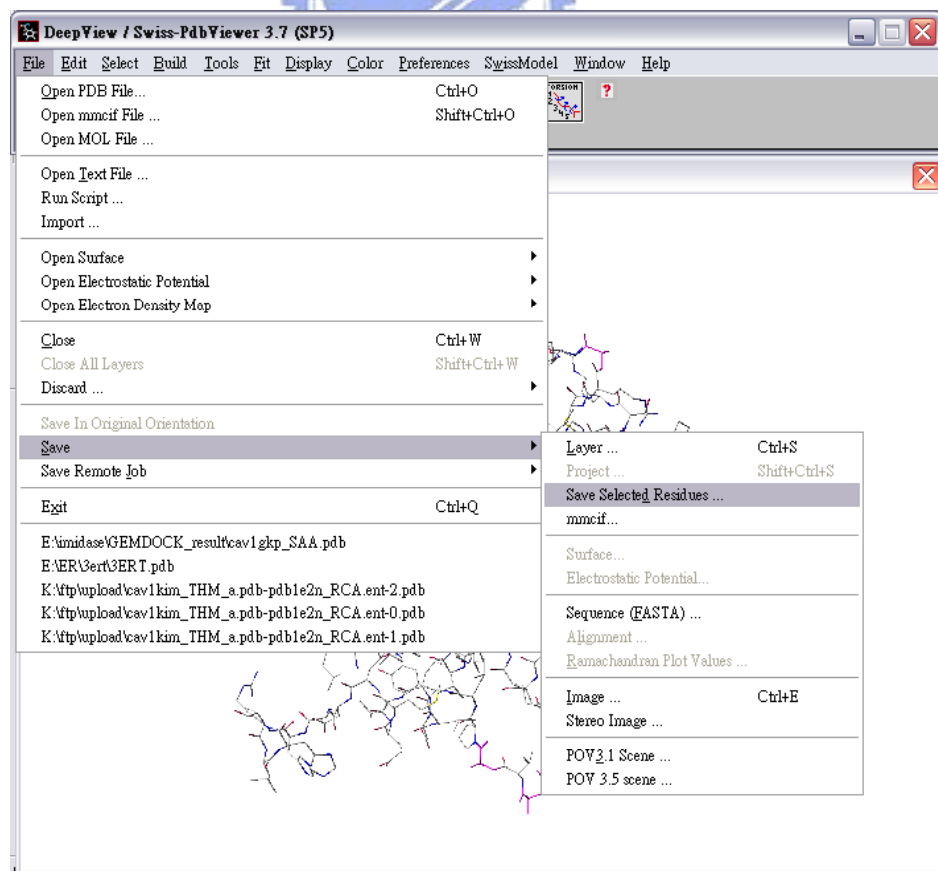 DeepView / Swiss-PdbViewer 3.7 (SP5)
File Edit Select Build Tools Fit Display Color Preferences SwissModel Window Help
TORSION
?
Open PDB File... Ctrl+O
Open mmcif File ... Shift+Ctrl+O
Open MOL File ...
Open Text File ...
Run Script ...
Import ...
Open Surface
Open Electrostatic Potential
Open Electron Density Map
Close Ctrl+W
Close All Layers Shift+Ctrl+W
Discard ...
Save In Original Orientation
Save
Save Remote Job
Exit Ctrl+Q
E:\imidase\GEMDOCK_result\cav1gkp_SAA.pdb
E:\ER\3ert\3ERT.pdb
K:\ftp\upload\cav1kim_THM_a.pdb-pdb1e2n_RCA.ent-2.pdb
K:\ftp\upload\cav1kim_THM_a.pdb-pdb1e2n_RCA.ent-0.pdb
K:\ftp\upload\cav1kim_THM_a.pdb-pdb1e2n_RCA.ent-1.pdb
Layer ... Ctrl+S
Project ... Shift+Ctrl+S
Save Selected Residues ...
mmcif...
Surface...
Electrostatic Potential...
Sequence (FASTA) ...
Alignment ...
Ramachandran Plot Values ...
Image ... Ctrl+E
Stereo Image ...
POV3.1 Scene ...
POV 3.5 scene ...